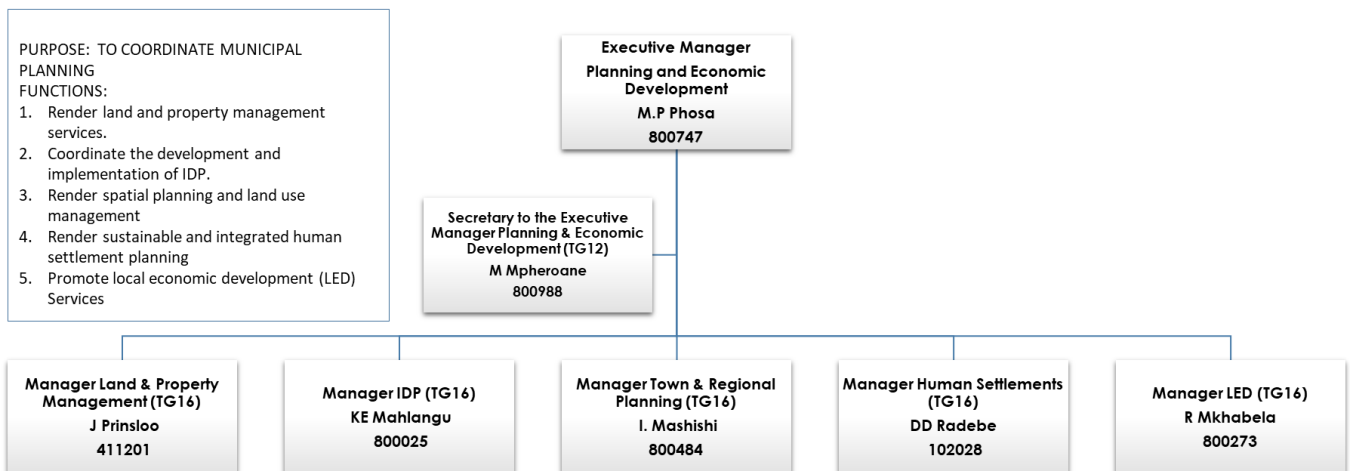 PURPOSE:  TO COORDINATE MUNICIPAL
PLANNING
FUNCTIONS:
1. Render land and property management
services.
2. Coordinate the development and
implementation of IDP.
3. Render spatial planning and land use
management
4. Render sustainable and integrated human
settlement planning
5. Promote local economic development (LED)
Services
Executive Manager
Planning and Economic
Development
M.P Phosa
800747
Secretary to the Executive
Manager Planning & Economic
Development (TG12)
M Mpheroane
800988
Manager Land & Property
Management (TG16)
J Prinsloo
411201
Manager IDP (TG16)
KE Mahlangu
800025
Manager Town & Regional
Planning (TG16)
I. Mashishi
800484
Manager Human Settlements
(TG16)
DD Radebe
102028
Manager LED (TG16)
R Mkhabela
800273